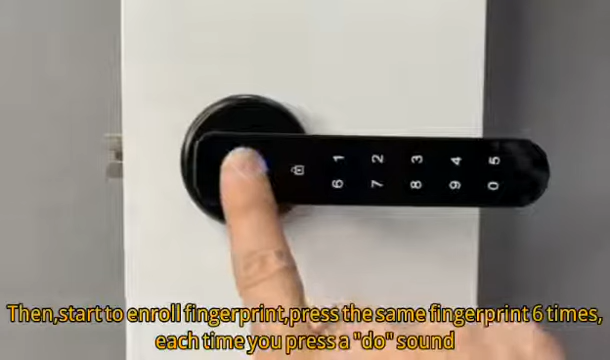 1 2 3 4 5
6 7 8 9 0
Then,start to enroll fingerprint,press the same fingerprint 6 times,
each time you press a "do" sound